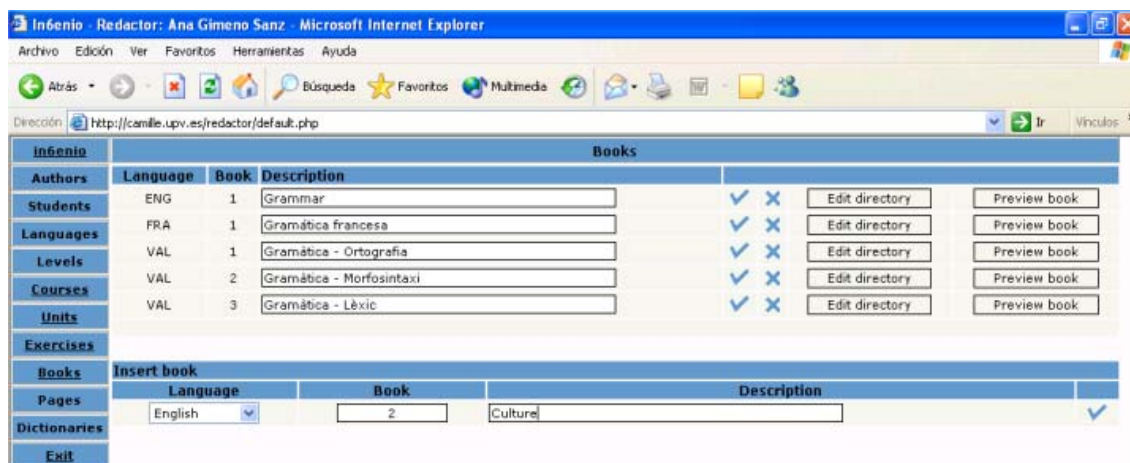 In6enio - Redactor: Ana Gimeno Sanz - Microsoft Internet Explorer
Archivo Edición Ver Favoritos Herramientas Ayuda
Atrás Búsqueda Favoritos Multimedia
Dirección http://camille.upv.es/redactor/default.php Ir Vínculos
in6enio Books
Authors Language Book Description
Students ENG 1 Grammar Edit directory Preview book
Languages FRA 1 Gramática francesa Edit directory Preview book
Levels VAL 1 Gramàtica - Ortografia Edit directory Preview book
Courses VAL 2 Gramàtica - Morfosintaxi Edit directory Preview book
Units VAL 3 Gramàtica - Lèxic Edit directory Preview book
Exercises
Books Insert book
Pages Language Book Description
Dictionaries English 2 Culture
Exit